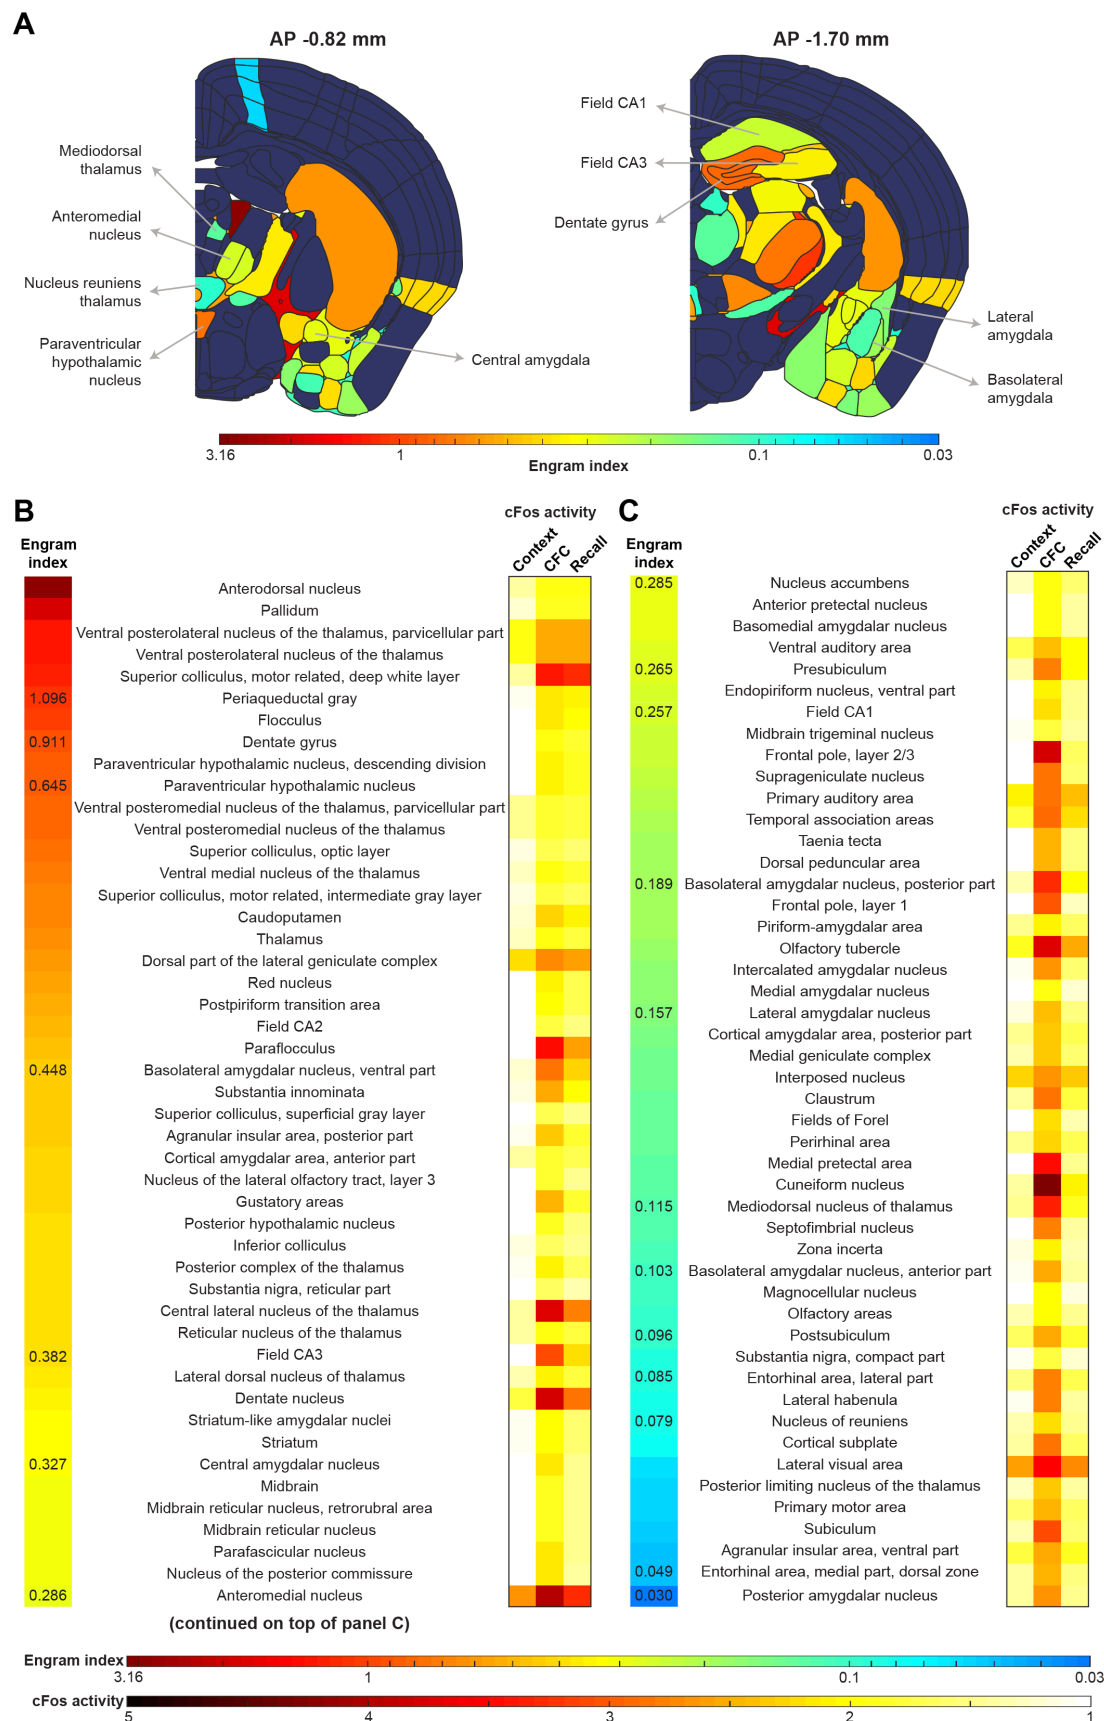 A
AP -0.82 mm
AP -1.70 mm
Mediodorsal
thalamus
Anteromedial
nucleus
Nucleus reuniens
thalamus
Paraventricular
hypothalamic
nucleus
Central amygdala
Field CA1
Field CA3
Dentate gyrus
Lateral
amygdala
Basolateral
amygdala
3.16 1 0.1 0.03
Engram index
B
Engram
index
cFos activity
Context CFC Recall
Anterodorsal nucleus
Pallidum
Ventral posterolateral nucleus of the thalamus, parvicellular part
Ventral posterolateral nucleus of the thalamus
Superior colliculus, motor related, deep white layer
1.096 Periaqueductal gray
Flocculus
0.911 Dentate gyrus
Paraventricular hypothalamic nucleus, descending division
0.645 Paraventricular hypothalamic nucleus
Ventral posteromedial nucleus of the thalamus, parvicellular part
Ventral posteromedial nucleus of the thalamus
Superior colliculus, optic layer
Ventral medial nucleus of the thalamus
Superior colliculus, motor related, intermediate gray layer
Caudoputamen
Thalamus
Dorsal part of the lateral geniculate complex
Red nucleus
Postpiriform transition area
Field CA2
Paraflocculus
0.448 Basolateral amygdalar nucleus, ventral part
Substantia innominata
Superior colliculus, superficial gray layer
Agranular insular area, posterior part
Cortical amygdalar area, anterior part
Nucleus of the lateral olfactory tract, layer 3
Gustatory areas
Posterior hypothalamic nucleus
Inferior colliculus
Posterior complex of the thalamus
Substantia nigra, reticular part
Central lateral nucleus of the thalamus
Reticular nucleus of the thalamus
0.382 Field CA3
Lateral dorsal nucleus of thalamus
Dentate nucleus
Striatum-like amygdalar nuclei
Striatum
0.327 Central amygdalar nucleus
Midbrain
Midbrain reticular nucleus, retrorubral area
Midbrain reticular nucleus
Parafascicular nucleus
Nucleus of the posterior commissure
0.286 Anteromedial nucleus
(continued on top of panel C)
C
Engram
index
cFos activity
Context CFC Recall
0.285 Nucleus accumbens
Anterior pretectal nucleus
Basomedial amygdalar nucleus
Ventral auditory area
0.265 Presubiculum
Endopiriform nucleus, ventral part
0.257 Field CA1
Midbrain trigeminal nucleus
Frontal pole, layer 2/3
Suprageniculate nucleus
Primary auditory area
Temporal association areas
Taenia tecta
Dorsal peduncular area
0.189 Basolateral amygdalar nucleus, posterior part
Frontal pole, layer 1
Piriform-amygdalar area
Olfactory tubercle
Intercalated amygdalar nucleus
Medial amygdalar nucleus
0.157 Lateral amygdalar nucleus
Cortical amygdalar area, posterior part
Medial geniculate complex
Interposed nucleus
Claustrum
Fields of Forel
Perirhinal area
Medial pretectal area
Cuneiform nucleus
0.115 Mediodorsal nucleus of thalamus
Septofimbrial nucleus
Zona incerta
0.103 Basolateral amygdalar nucleus, anterior part
Magnocellular nucleus
Olfactory areas
0.096 Postsubiculum
Substantia nigra, compact part
0.085 Entorhinal area, lateral part
Lateral habenula
0.079 Nucleus of reuniens
Cortical subplate
Lateral visual area
Posterior limiting nucleus of the thalamus
Primary motor area
Subiculum
Agranular insular area, ventral part
0.049 Entorhinal area, medial part, dorsal zone
0.030 Posterior amygdalar nucleus
Engram index
3.16 1 0.1 0.03
cFos activity
5 4 3 2 1